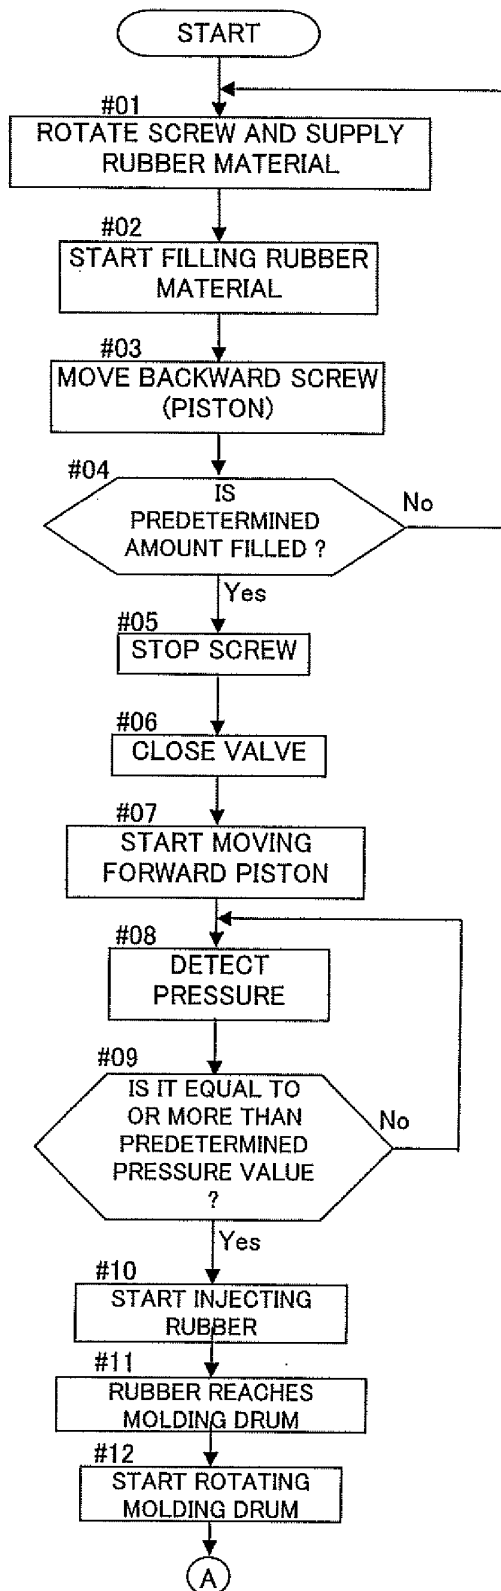 START
#01
ROTATE SCREW AND SUPPLY
RUBBER MATERIAL
#02
START FILLING RUBBER
MATERIAL
#03
MOVE BACKWARD SCREW
(PISTON)
#04
IS
PREDETERMINED
AMOUNT FILLED ?
No
Yes
#05
STOP SCREW
#06
CLOSE VALVE
#07
START MOVING
FORWARD PISTON
#08
DETECT
PRESSURE
#09
IS IT EQUAL TO
OR MORE THAN
PREDETERMINED
PRESSURE VALUE
?
No
Yes
#10
START INJECTING
RUBBER
#11
RUBBER REACHES
MOLDING DRUM
#12
START ROTATING
MOLDING DRUM
A